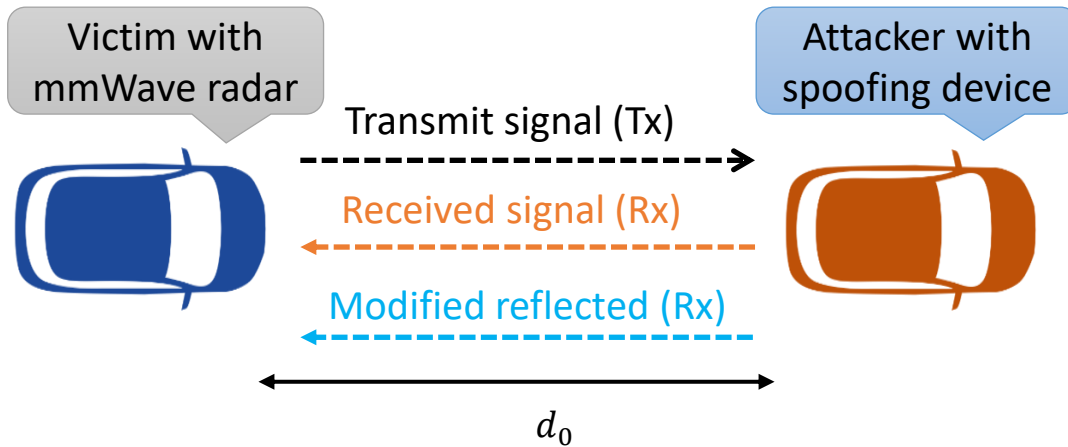 Victim with
mmWave radar
Attacker with
spoofing device
Transmit signal (Tx)
Received signal (Rx)
Modified reflected (Rx)
d₀